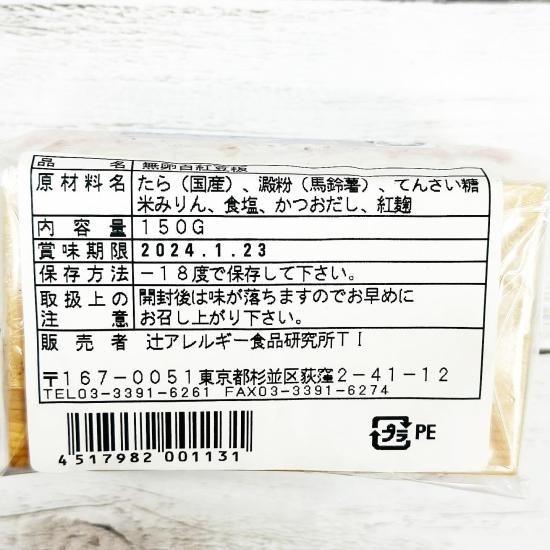 品 名 無卵白紅豆板
原材料名 たら（国産）、澱粉（馬鈴薯）、てんさい糖
米みりん、食塩、かつおだし、紅麹
内容量 150G
賞味期限 2024.1.23
保存方法 －18度で保存して下さい。
取扱上の 開封後は味が落ちますのでお早めに
注 意 お召し上がり下さい。
販売者 辻アレルギー食品研究所TI
〒167-0051東京都杉並区荻窪2-41-12
TEL03-3391-6261 FAX03-3391-6274
プラ PE
4 517982 001131